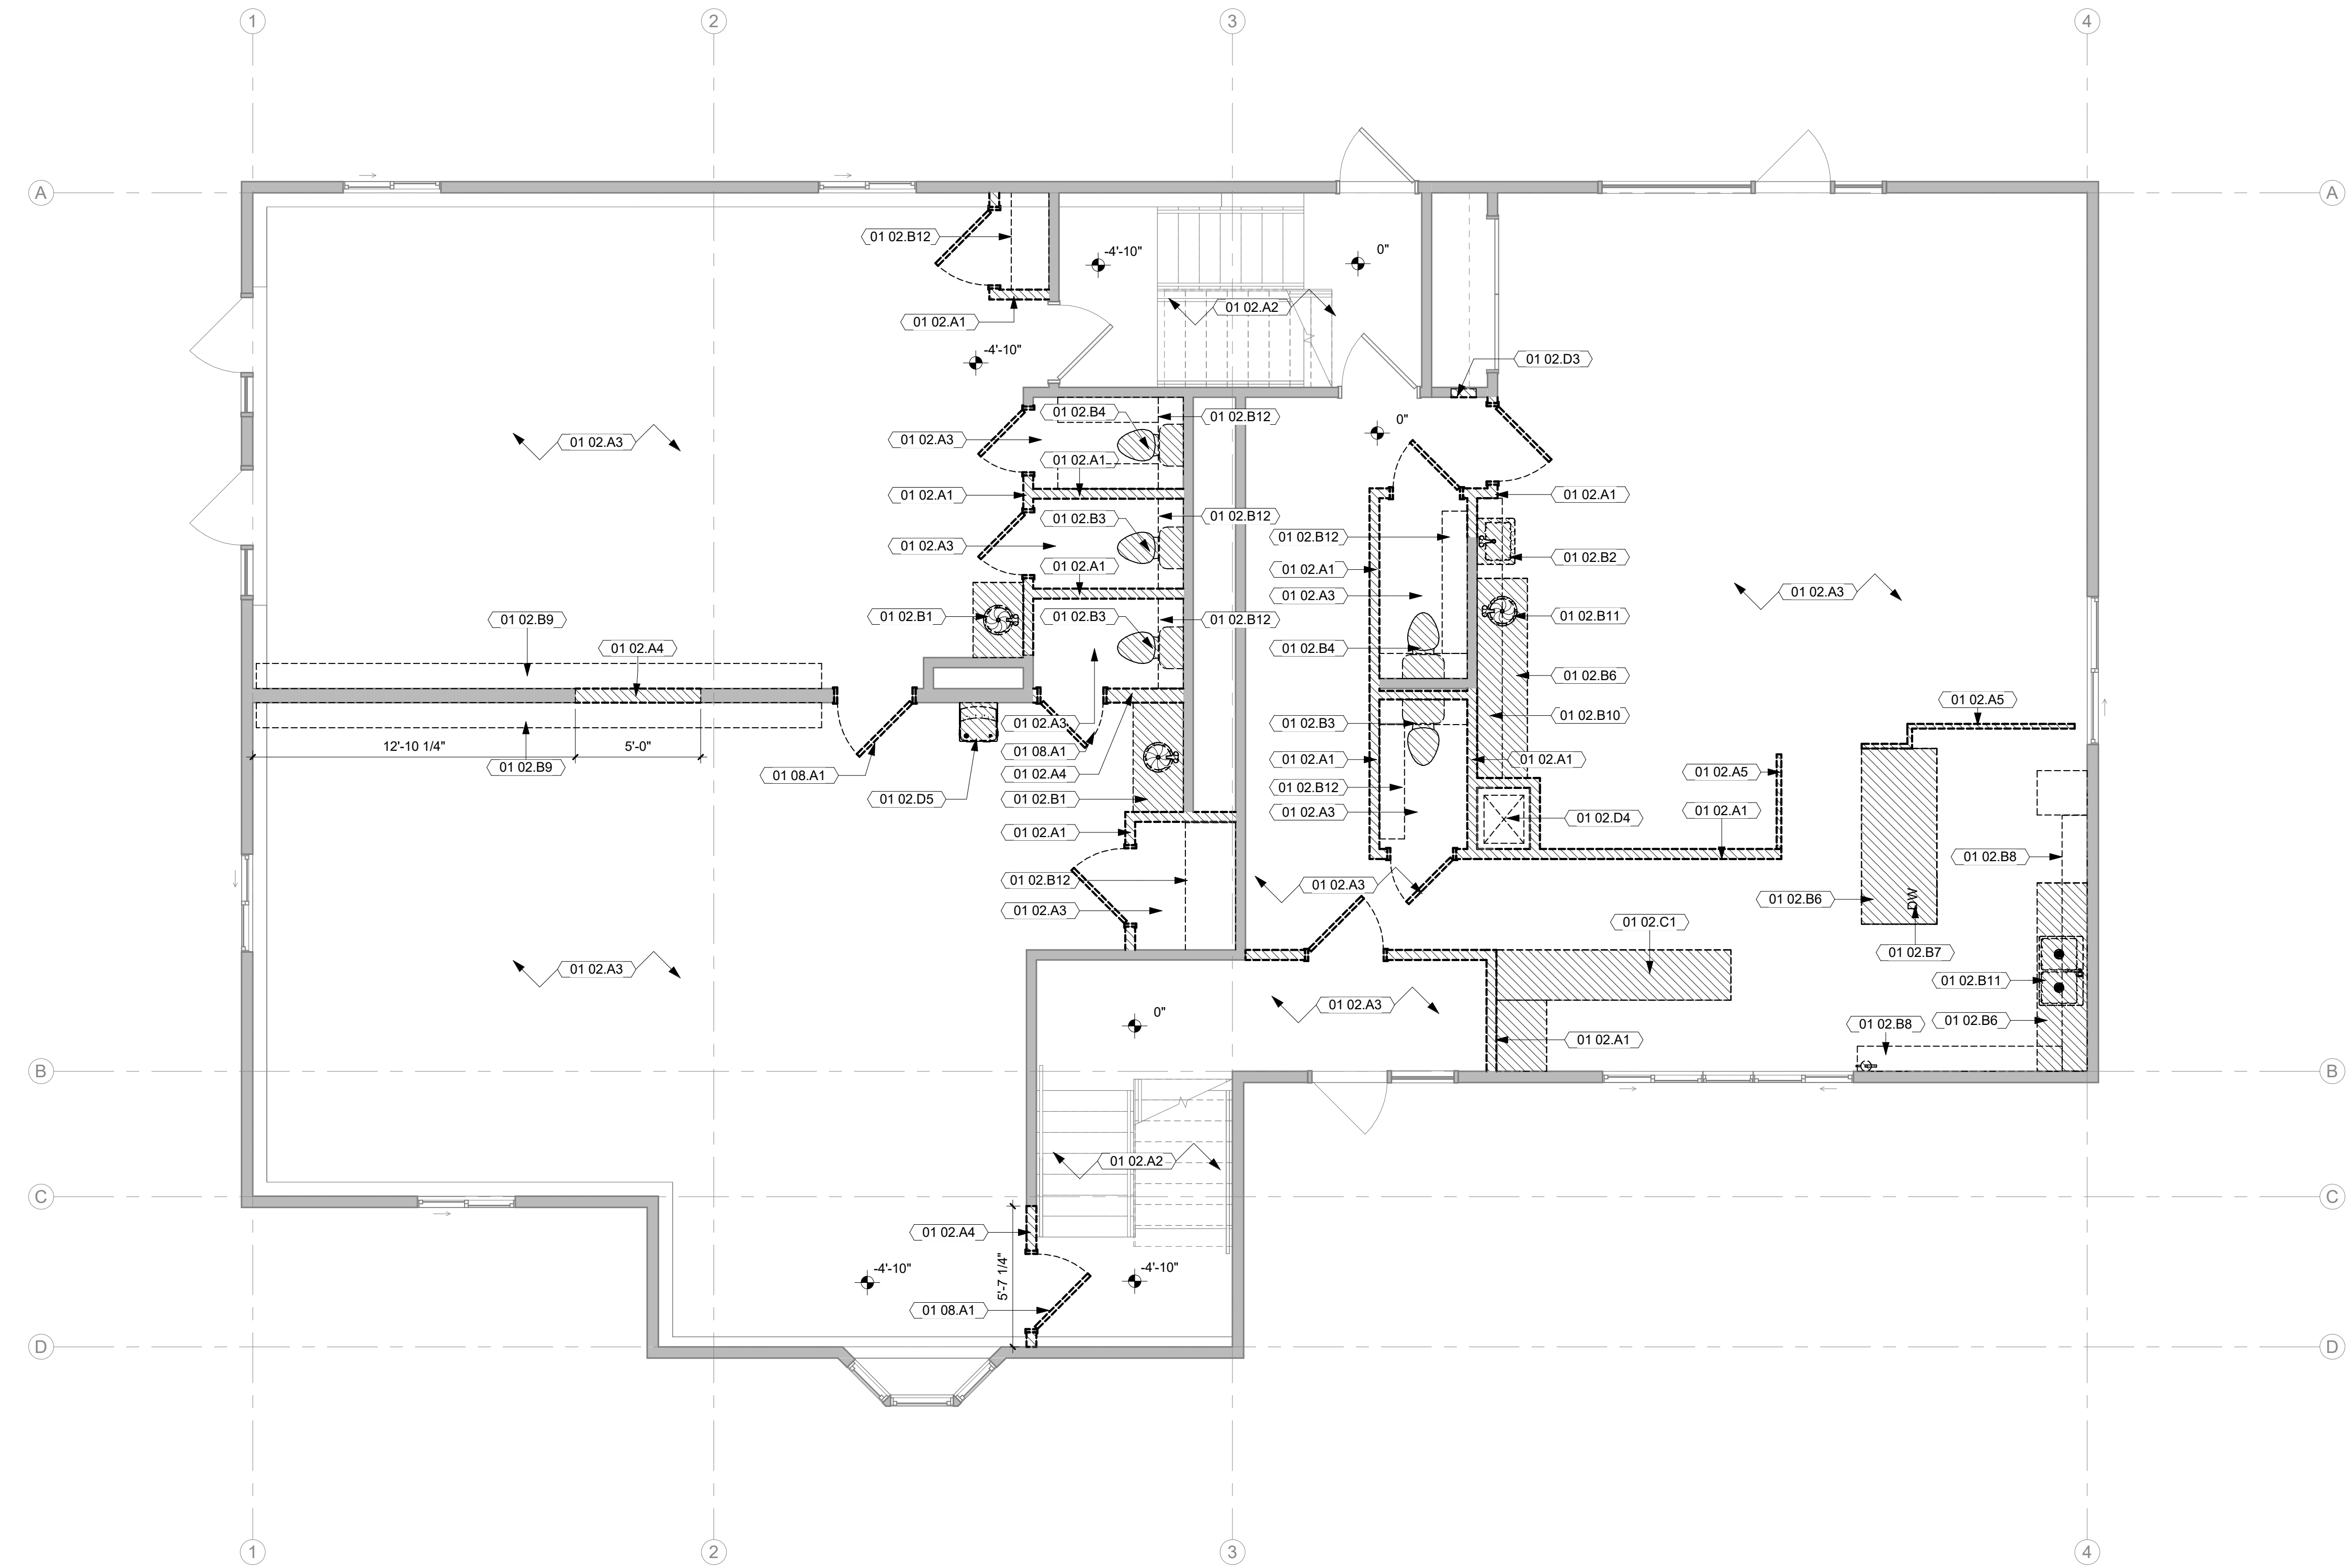 1 2 3 4
A A
01 02.B12
-4'-10"
0"
01 02.A2
01 02.A1
-4'-10"
01 02.D3
01 02.B4
01 02.B12
0"
01 02.A3
01 02.A3
01 02.A1
01 02.A1
01 02.A1
01 02.B3
01 02.B12
01 02.B12
01 02.A3
01 02.B2
01 02.A1
01 02.A1
01 02.A3
01 02.A3
01 02.B1
01 02.B3
01 02.B12
01 02.B11
01 02.B9
01 02.A4
01 02.B4
01 02.B6
01 02.A5
01 02.A3
01 02.B3
01 02.B10
12'-10 1/4"
5'-0"
01 08.A1
01 02.A1
01 02.A1
01 02.B9
01 08.A1
01 02.A4
01 02.B12
01 02.A5
01 02.D5
01 02.B1
01 02.A3
01 02.D4
01 02.A1
01 02.A1
01 02.B8
01 02.B12
01 02.A3
01 02.B6
DW
01 02.A3
01 02.C1
01 02.B7
01 02.A3
01 02.B11
0"
01 02.A3
01 02.B8
01 02.B6
01 02.A1
B B
01 02.A2
C C
01 02.A4
5'-7 1/4"
-4'-10"
-4'-10"
01 08.A1
D D
1 2 3 4